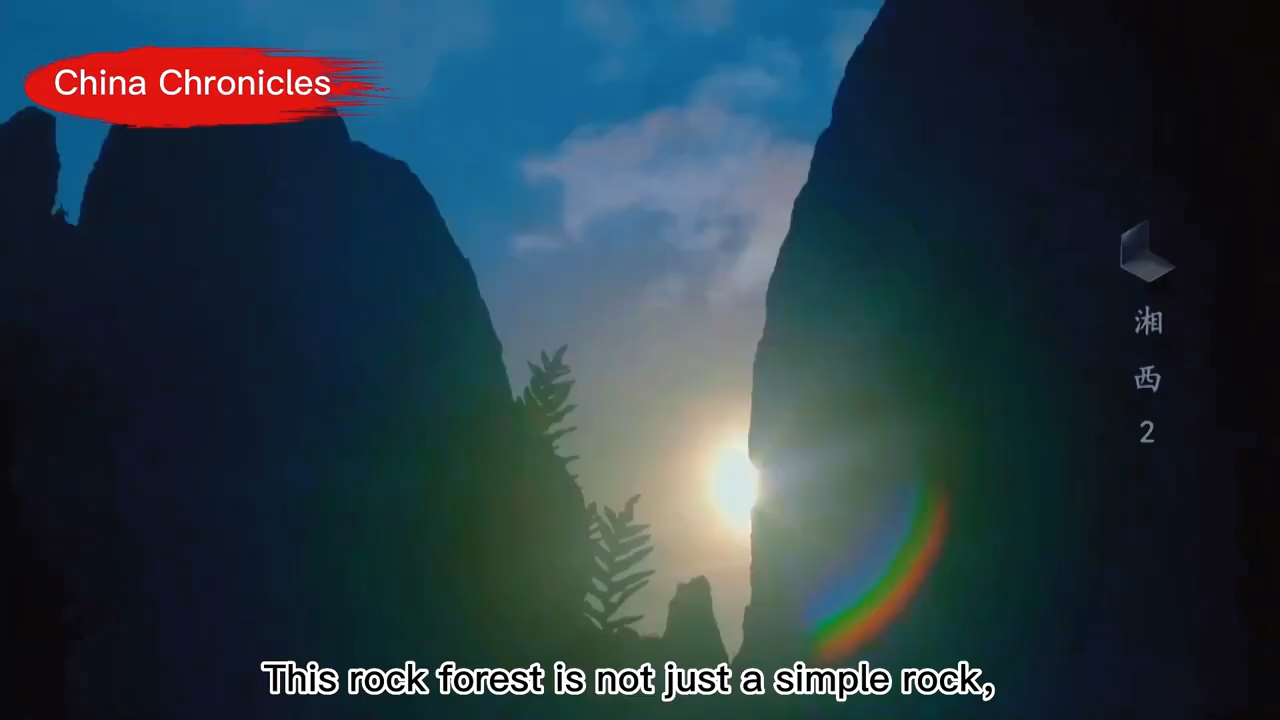 China Chronicles
湘
西
2
This rock forest is not just a simple rock,